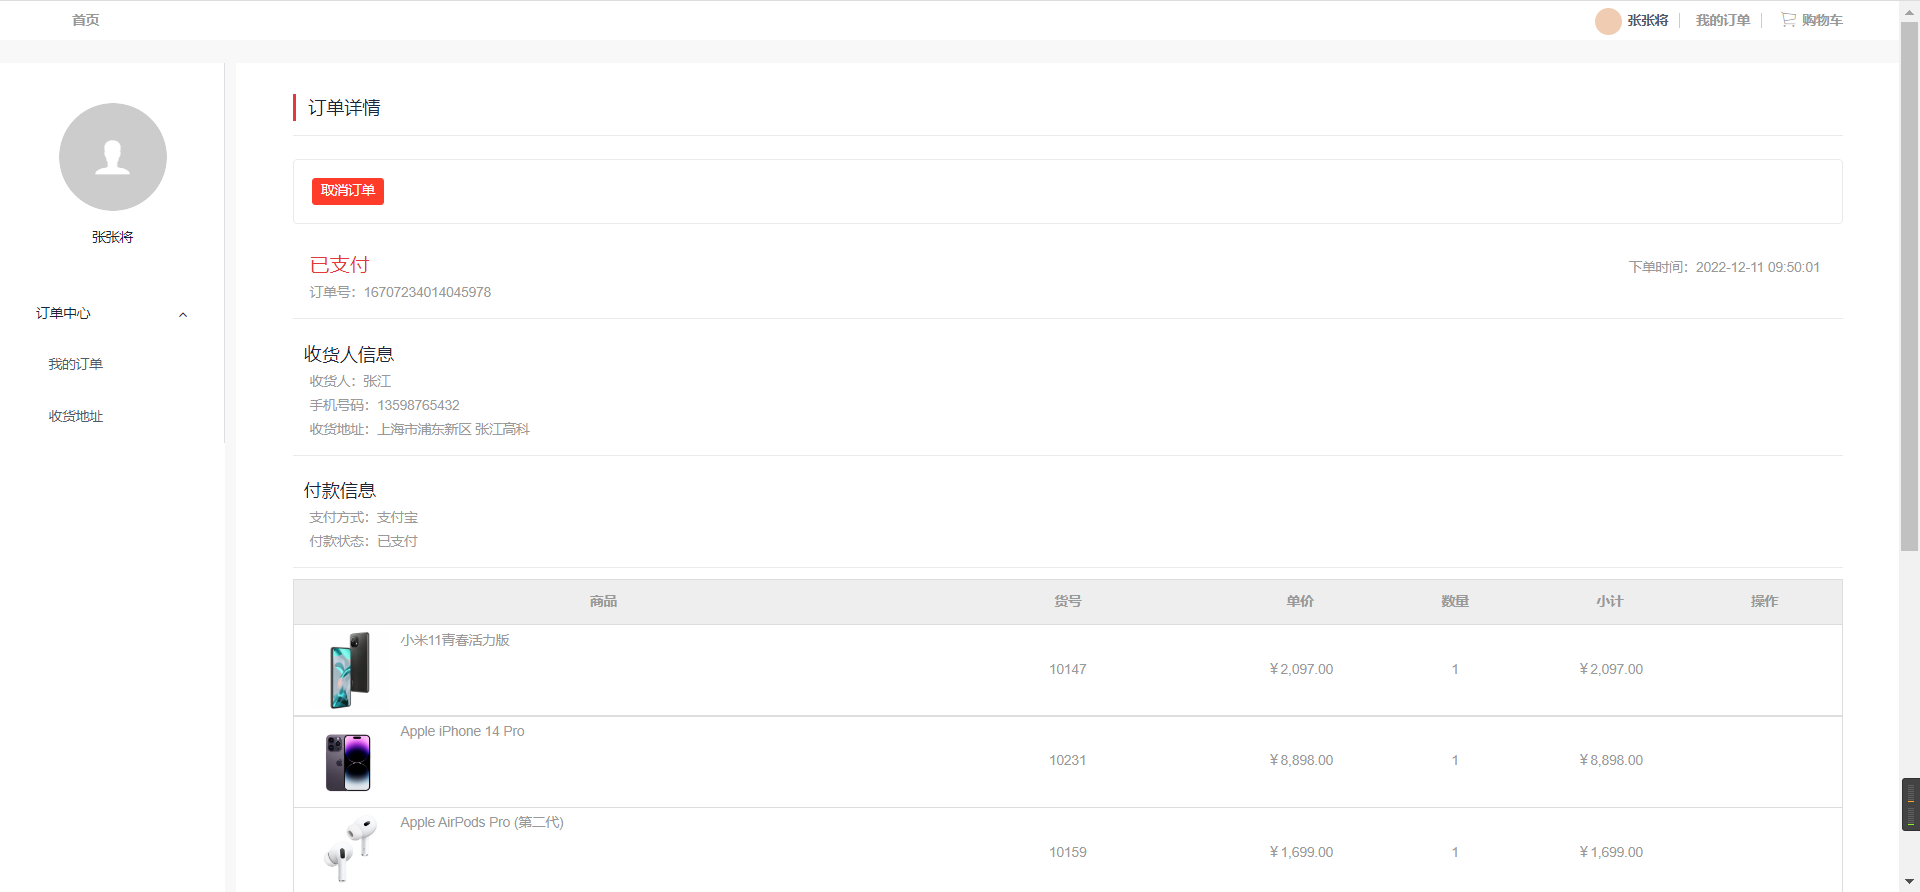 首页
张张将 我的订单 购物车
订单详情
取消订单
张张将
已支付
下单时间：2022-12-11 09:50:01
订单号：16707234014045978
订单中心
我的订单
收货地址
收货人信息
收货人：张江
手机号码：13598765432
收货地址：上海市浦东新区 张江高科
付款信息
支付方式：支付宝
付款状态：已支付
商品 货号 单价 数量 小计 操作
小米11青春活力版
10147 ￥2,097.00 1 ￥2,097.00
Apple iPhone 14 Pro
10231 ￥8,898.00 1 ￥8,898.00
Apple AirPods Pro (第二代)
10159 ￥1,699.00 1 ￥1,699.00